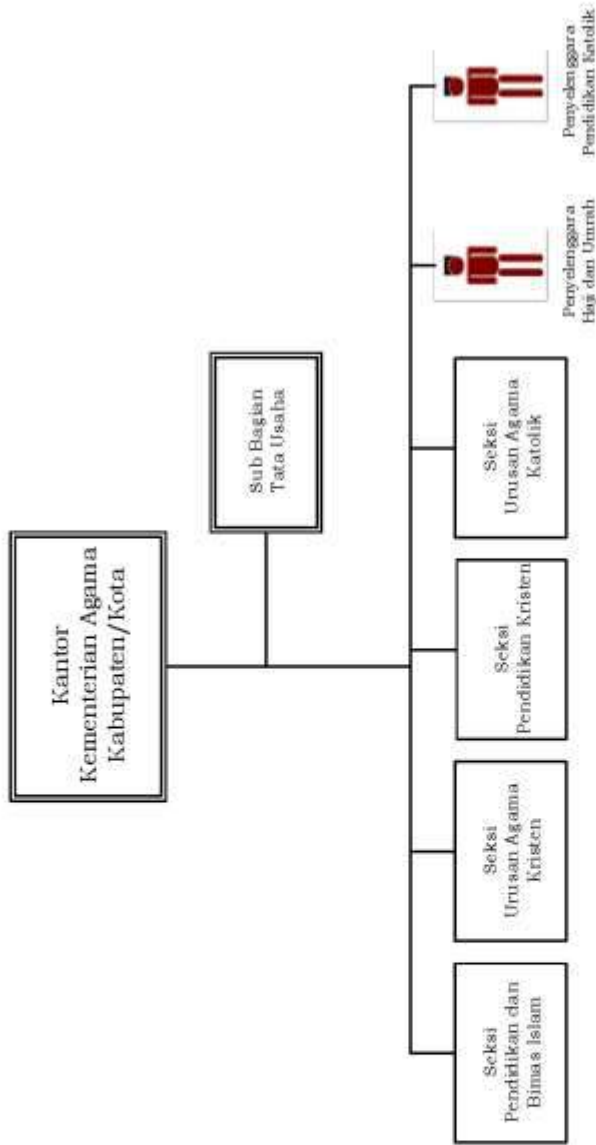 Kantor
Kementerian Agama
Kabupaten/Kota
Sub Bagian
Tata Usaha
Seksi
Pendidikan dan
Bimas Islam
Seksi
Urusan Agama
Kristen
Seksi
Pendidikan Kristen
Seksi
Urusan Agama
Katolik
Penyelenggara
Haji dan Umrah
Penyelenggara
Pendidikan Katolik